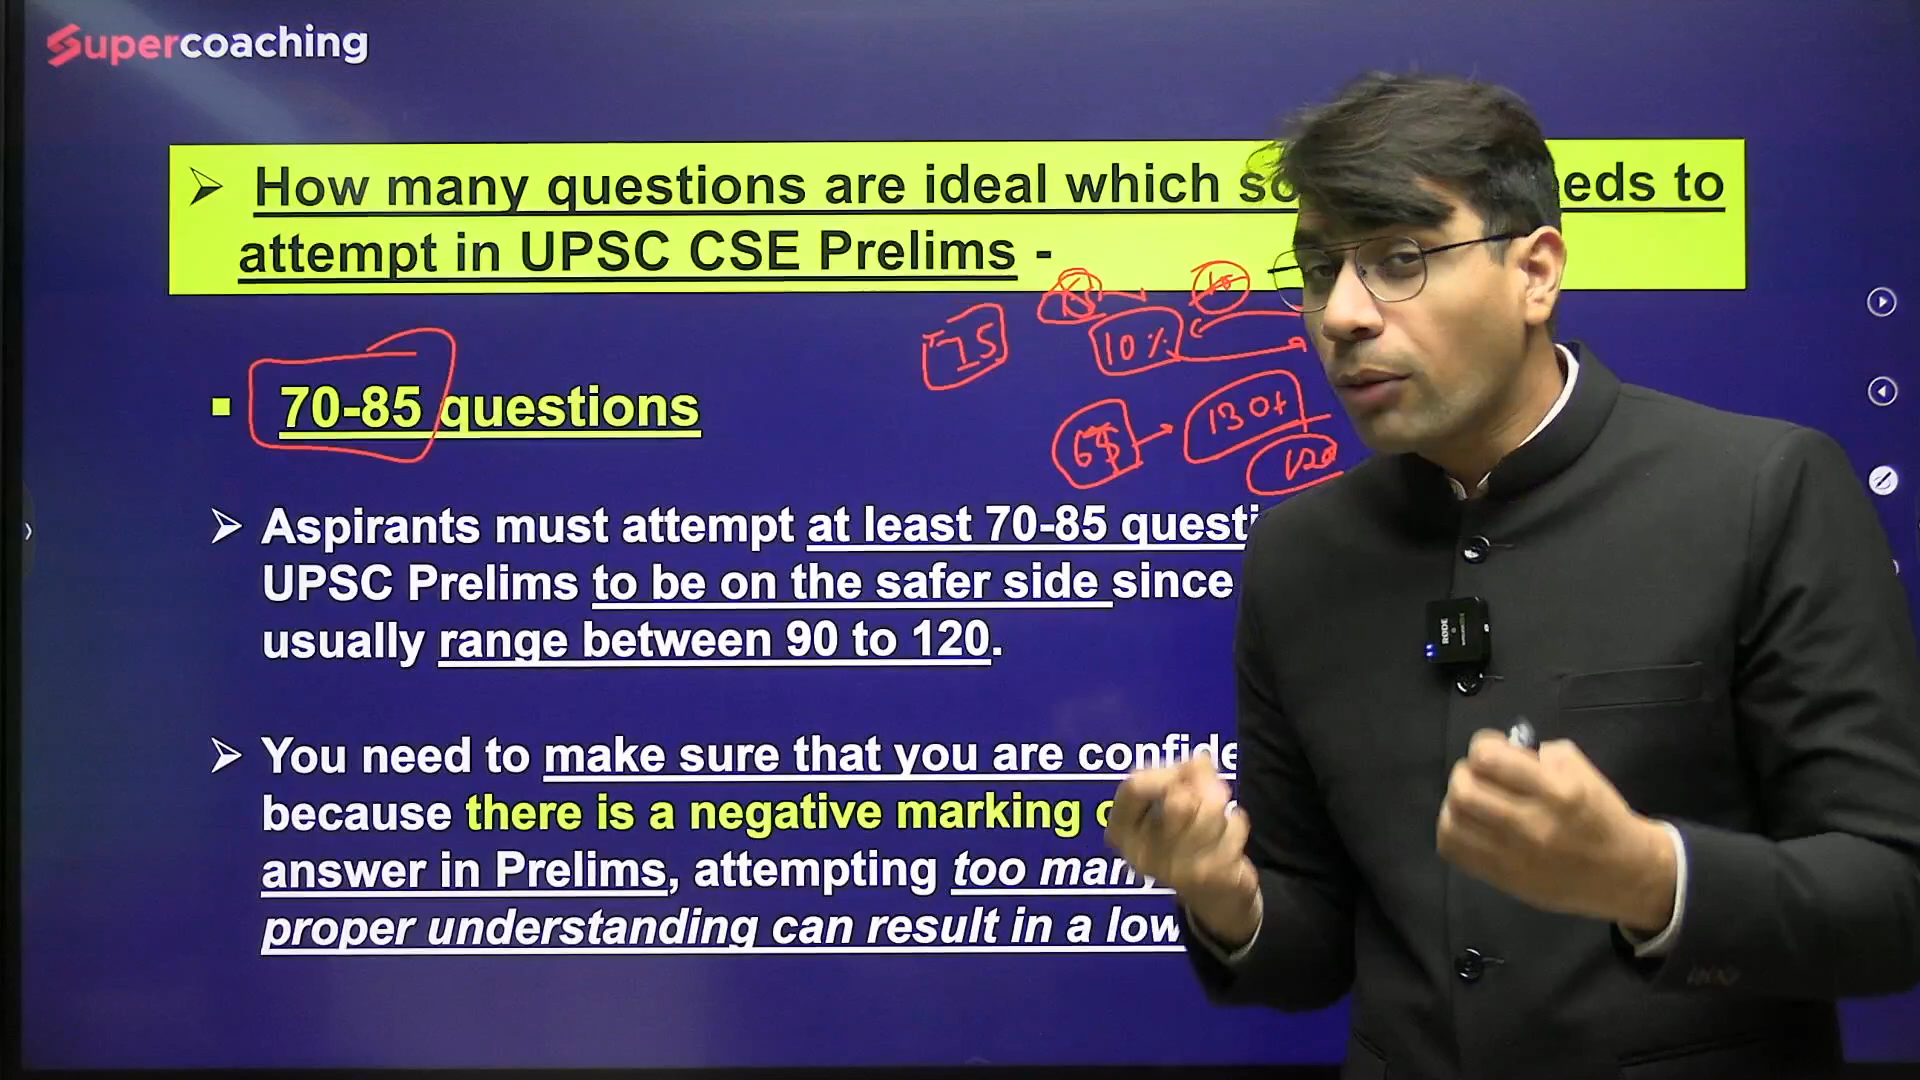 Supercoaching
How many questions are ideal which so eds to
attempt in UPSC CSE Prelims -
75
10%
70-85 questions
130+
120
Aspirants must attempt at least 70-85 questi
UPSC Prelims to be on the safer side since
usually range between 90 to 120.
You need to make sure that you are confide
because there is a negative marking o
answer in Prelims, attempting too many
proper understanding can result in a low
RODE